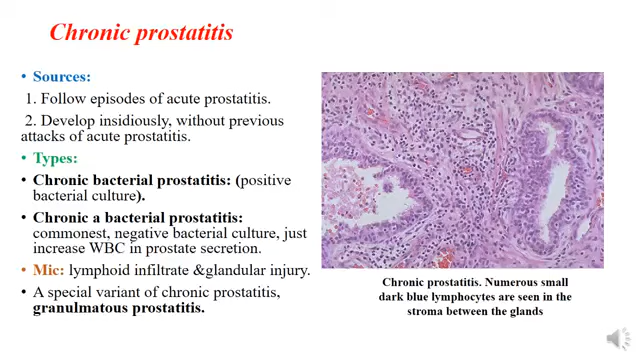 Chronic prostatitis
• Sources:
1. Follow episodes of acute prostatitis.
2. Develop insidiously, without previous
attacks of acute prostatitis.
• Types:
• Chronic bacterial prostatitis: (positive
bacterial culture).
• Chronic a bacterial prostatitis:
commonest, negative bacterial culture, just
increase WBC in prostate secretion.
• Mic: lymphoid infiltrate &glandular injury.
• A special variant of chronic prostatitis,
granulmatous prostatitis.
Chronic prostatitis. Numerous small
dark blue lymphocytes are seen in the
stroma between the glands